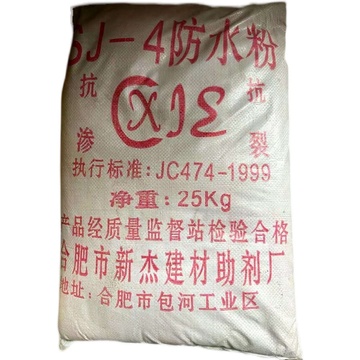 SJ-4防水粉
抗渗
抗裂
CXJE
执行标准:JC474-1999
净重:25Kg
产品经质量监督站检验合格
合肥市新杰建材助剂厂
地址:合肥市包河工业区